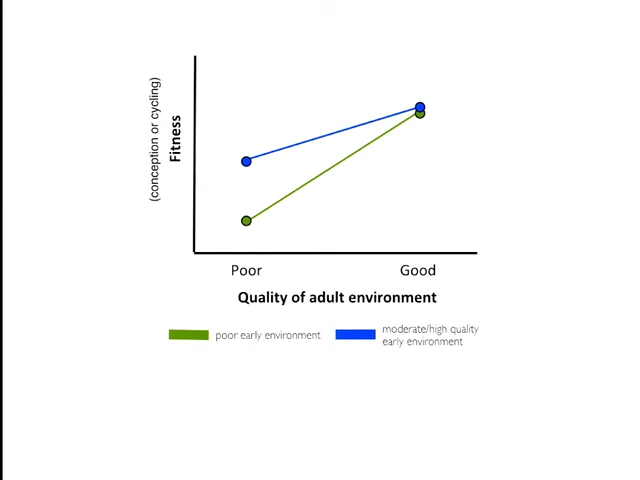 (conception or cycling)
Fitness
Poor
Good
Quality of adult environment
poor early environment
moderate/high quality
early environment